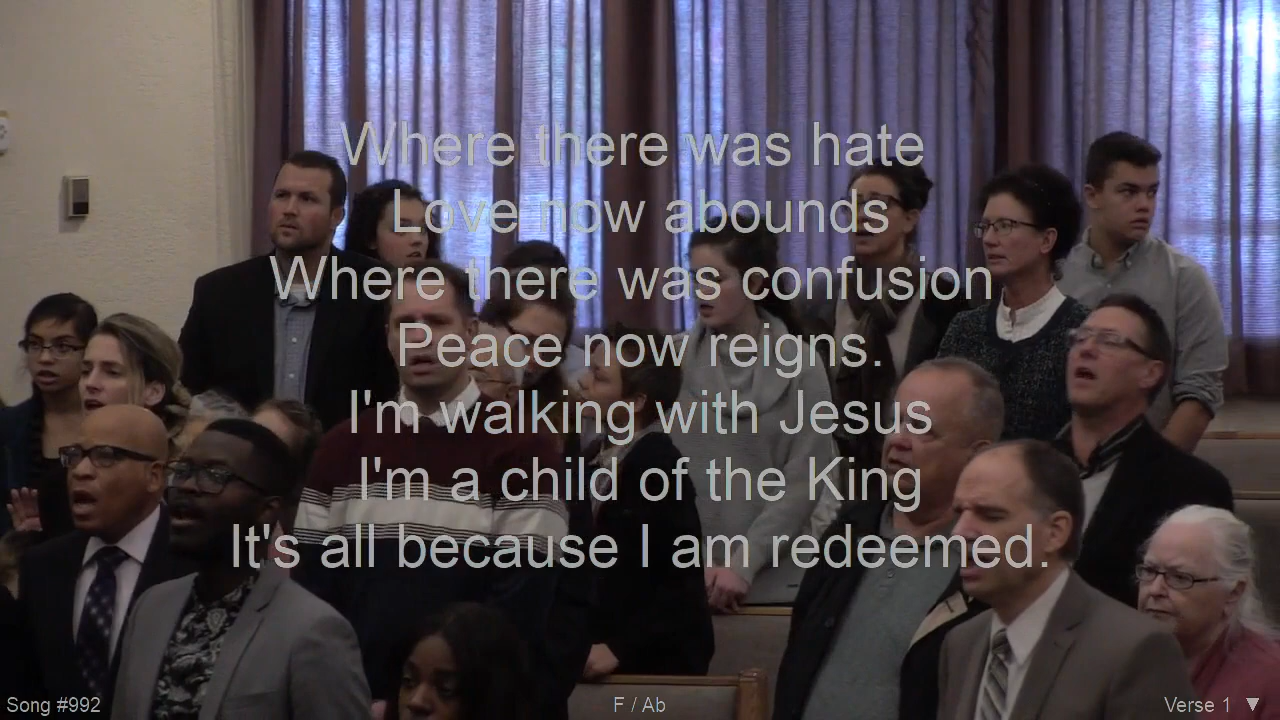 Where there was hate
Love now abounds
Where there was confusion
Peace now reigns.
I'm walking with Jesus
I'm a child of the King
It's all because I am redeemed.
Song #992
F / Ab
Verse 1 ▼